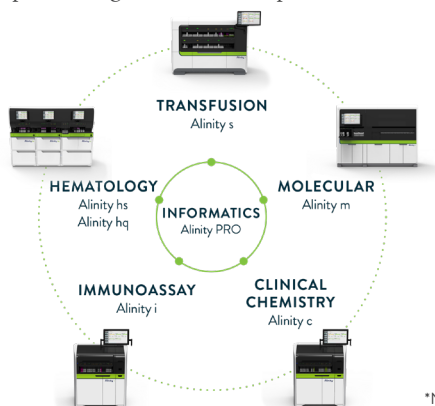 TRANSFUSION
Alinity s
HEMATOLOGY
Alinity hs
Alinity hq
MOLECULAR
Alinity m
INFORMATICS
Alinity PRO
IMMUNOASSAY
Alinity i
CLINICAL
CHEMISTRY
Alinity c